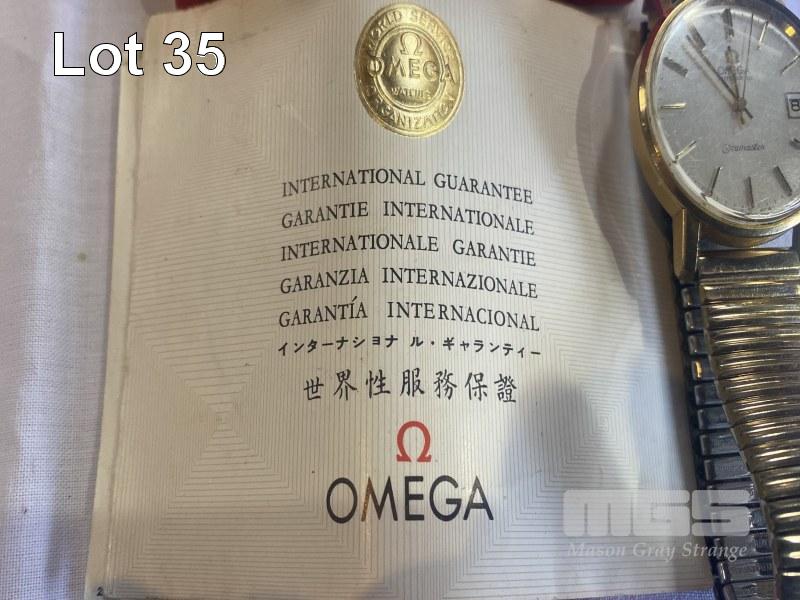 Lot 35
WORLD SERVICE
Ω
OMEGA
WATCHES
ORGANIZATION
Ω
OMEGA
Seamaster
INTERNATIONAL GUARANTEE
GARANTIE INTERNATIONALE
INTERNATIONALE GARANTIE
GARANZIA INTERNAZIONALE
GARANTÍA INTERNACIONAL
インターナショナル・ギャランティー
世界性服務保證
Ω
OMEGA
MGS
Mason Gray Strange
2